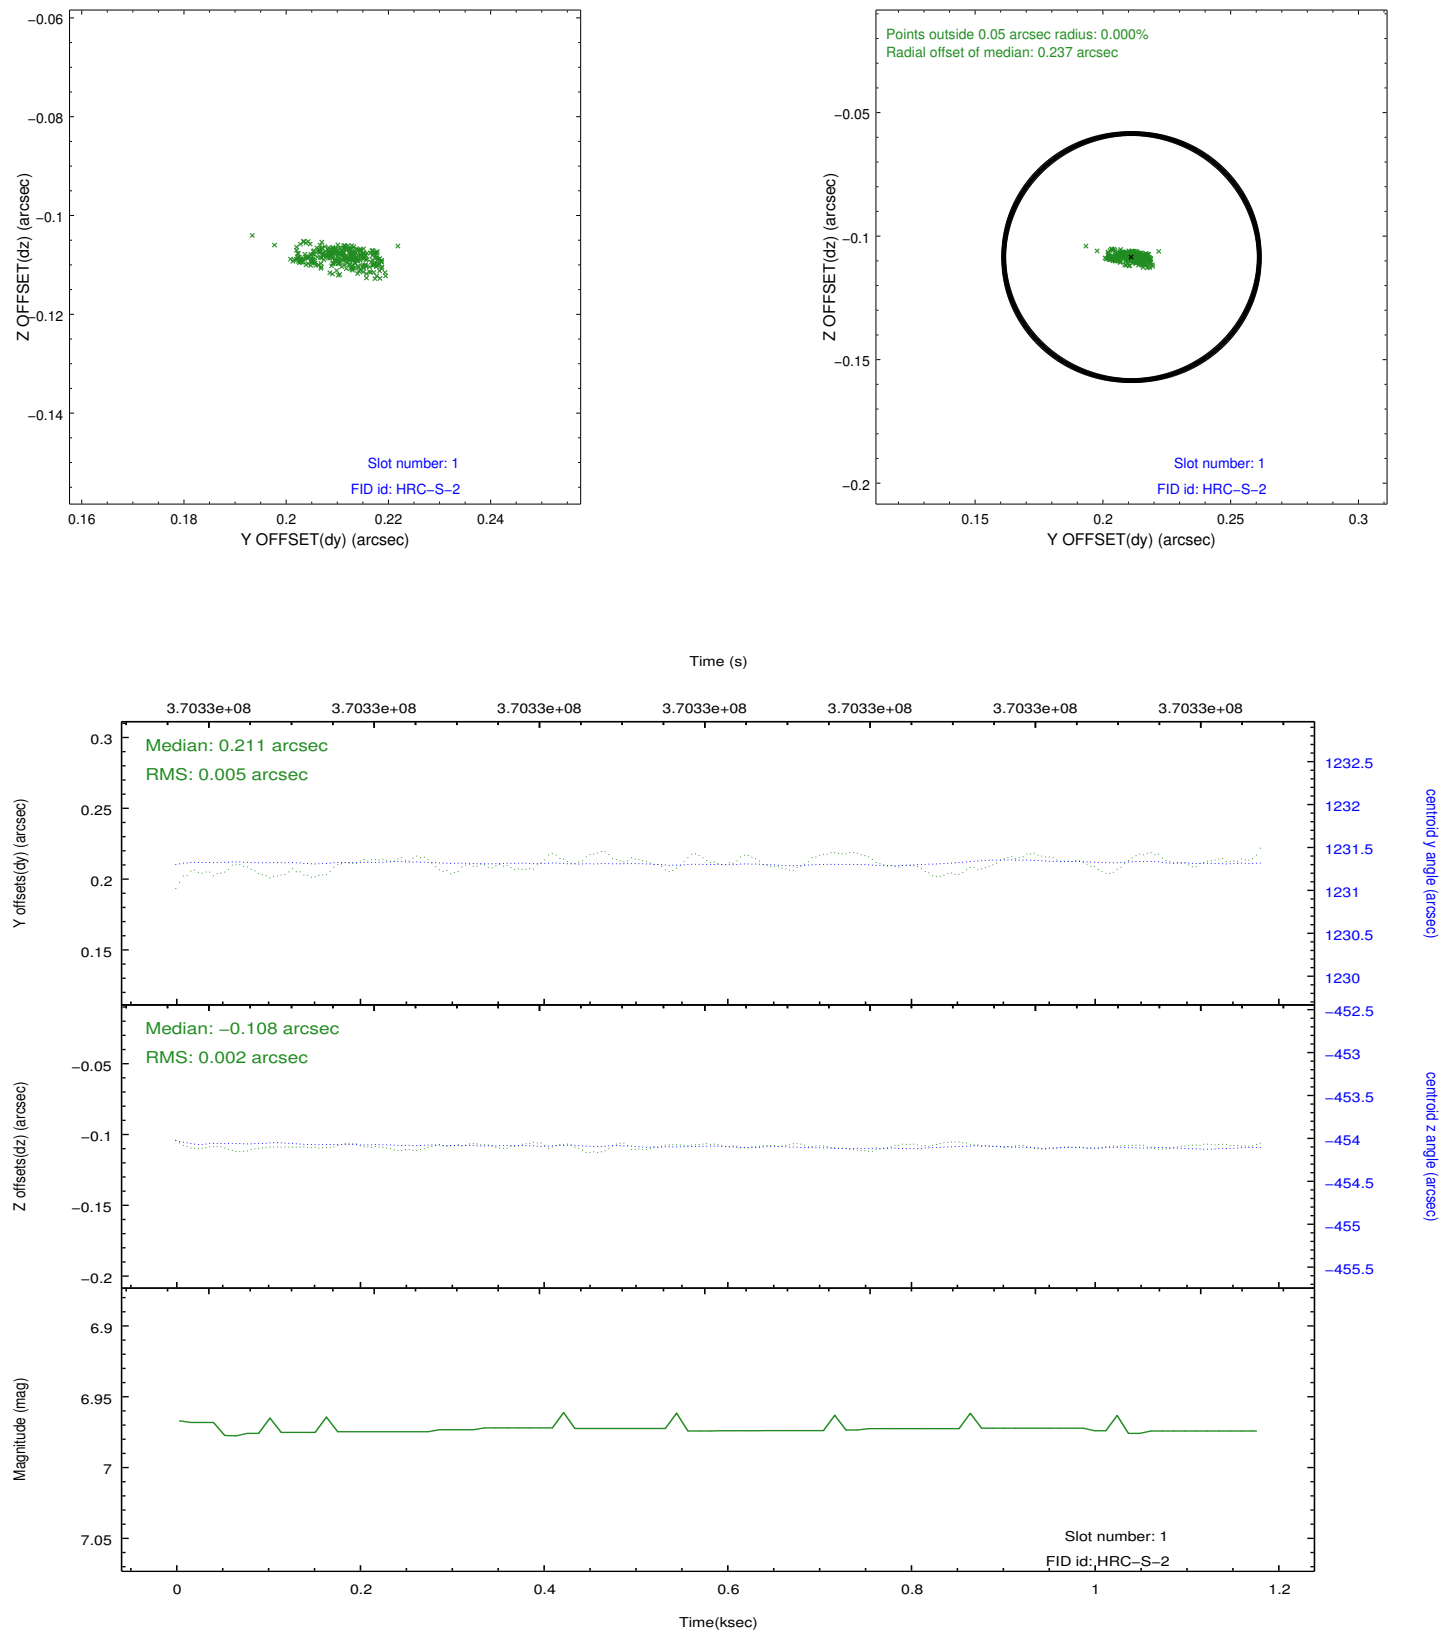 −0.06
−0.08
−0.1
−0.12
−0.14
Z OFFSET(dz) (arcsec)
Slot number: 1
FID id: HRC−S−2
0.16 0.18 0.2 0.22 0.24
Y OFFSET(dy) (arcsec)
Points outside 0.05 arcsec radius: 0.000%
Radial offset of median: 0.237 arcsec
−0.05
−0.1
−0.15
−0.2
Z OFFSET(dz) (arcsec)
Slot number: 1
FID id: HRC−S−2
0.15 0.2 0.25 0.3
Y OFFSET(dy) (arcsec)
Time (s)
3.7033e+08 3.7033e+08 3.7033e+08 3.7033e+08 3.7033e+08 3.7033e+08 3.7033e+08
Median: 0.211 arcsec
RMS: 0.005 arcsec
0.3
0.25
0.2
0.15
Y offsets(dy) (arcsec)
1232.5
1232
1231.5
1231
1230.5
1230
centroid y angle (arcsec)
Median: −0.108 arcsec
RMS: 0.002 arcsec
−0.05
−0.1
−0.15
−0.2
Z offsets(dz) (arcsec)
−452.5
−453
−453.5
−454
−454.5
−455
−455.5
centroid z angle (arcsec)
6.9
6.95
7
7.05
Magnitude (mag)
Slot number: 1
FID id: HRC−S−2
0 0.2 0.4 0.6 0.8 1 1.2
Time(ksec)